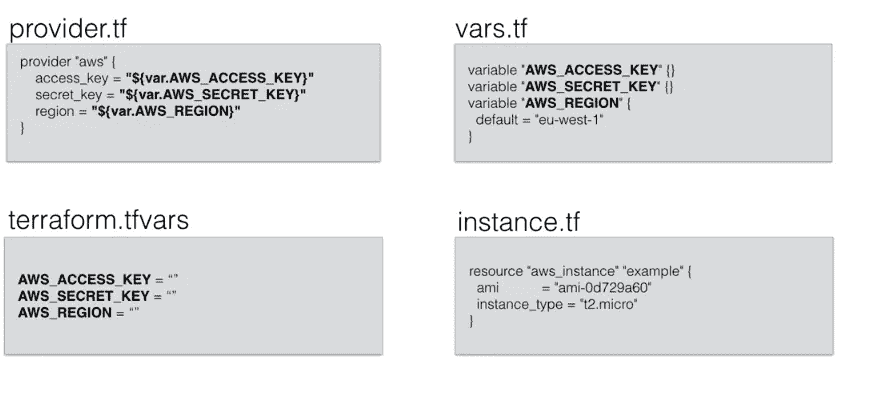 provider.tf
provider "aws" {
access_key = "${var.AWS_ACCESS_KEY}"
secret_key = "${var.AWS_SECRET_KEY}"
region = "${var.AWS_REGION}"
}
vars.tf
variable "AWS_ACCESS_KEY" {}
variable "AWS_SECRET_KEY" {}
variable "AWS_REGION" {
default = "eu-west-1"
}
terraform.tfvars
AWS_ACCESS_KEY = “”
AWS_SECRET_KEY = “”
AWS_REGION = “”
instance.tf
resource "aws_instance" "example" {
ami = "ami-0d729a60"
instance_type = "t2.micro"
}